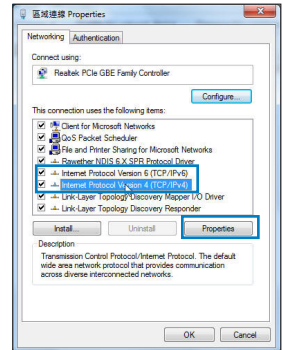 區域連線 Properties
Networking Authentication
Connect using:
Realtek PCIe GBE Family Controller
Configure...
This connection uses the following items:
Client for Microsoft Networks
QoS Packet Scheduler
File and Printer Sharing for Microsoft Networks
Rawether NDIS 6.X SPR Protocol Driver
Internet Protocol Version 6 (TCP/IPv6)
Internet Protocol Version 4 (TCP/IPv4)
Link-Layer Topology Discovery Mapper I/O Driver
Link-Layer Topology Discovery Responder
Install... Uninstall Properties
Description
Transmission Control Protocol/Internet Protocol. The default
wide area network protocol that provides communication
across diverse interconnected networks.
OK Cancel